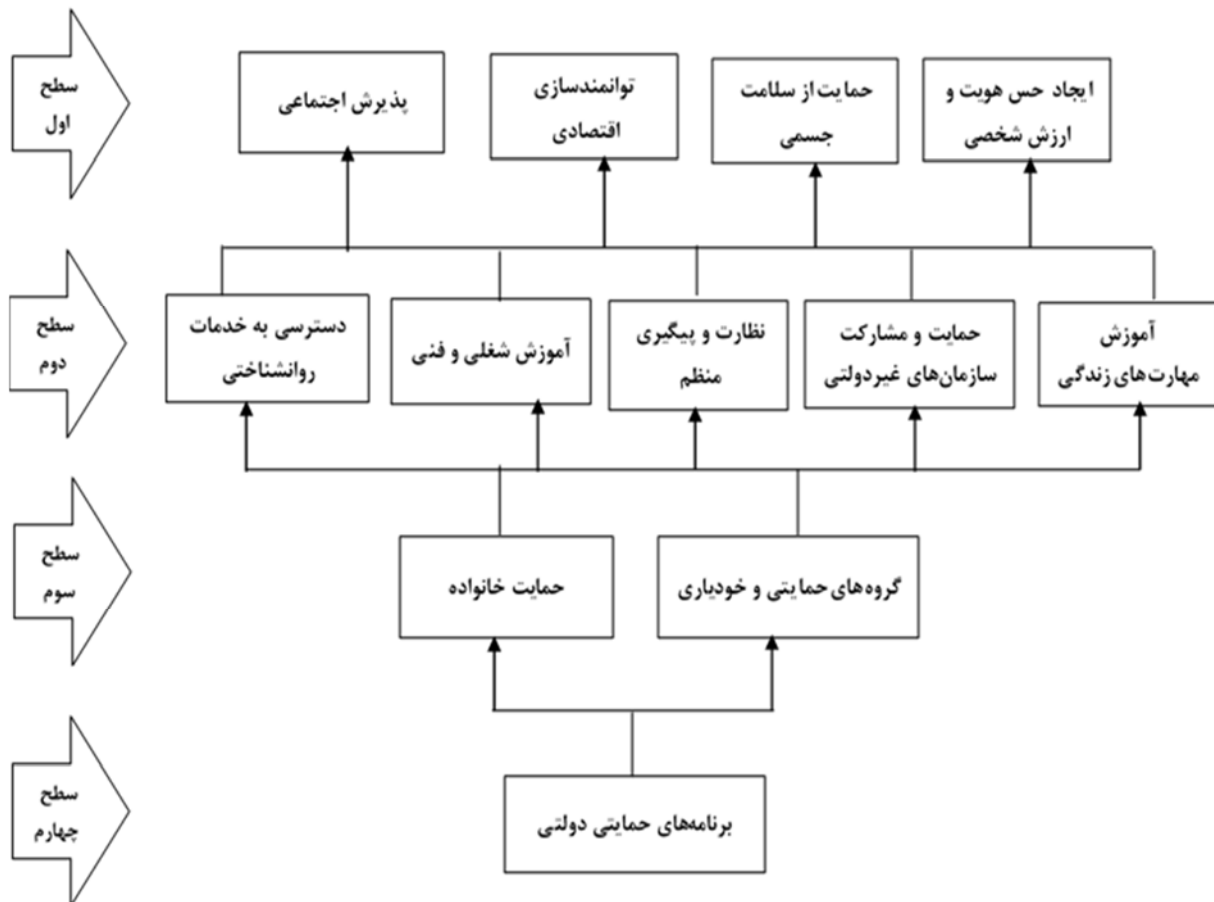 سطح
اول
ایجاد حس هویت و
ارزش شخصی
حمایت از سلامت
جسمی
توانمندسازی
اقتصادی
پذیرش اجتماعی
سطح
دوم
آموزش
مهارت‌های زندگی
حمایت و مشارکت
سازمان‌های غیردولتی
نظارت و پیگیری
منظم
آموزش شغلی و فنی
دسترسی به خدمات
روانشناختی
سطح
سوم
گروه‌های حمایتی و خودیاری
حمایت خانواده
سطح
چهارم
برنامه‌های حمایتی دولتی